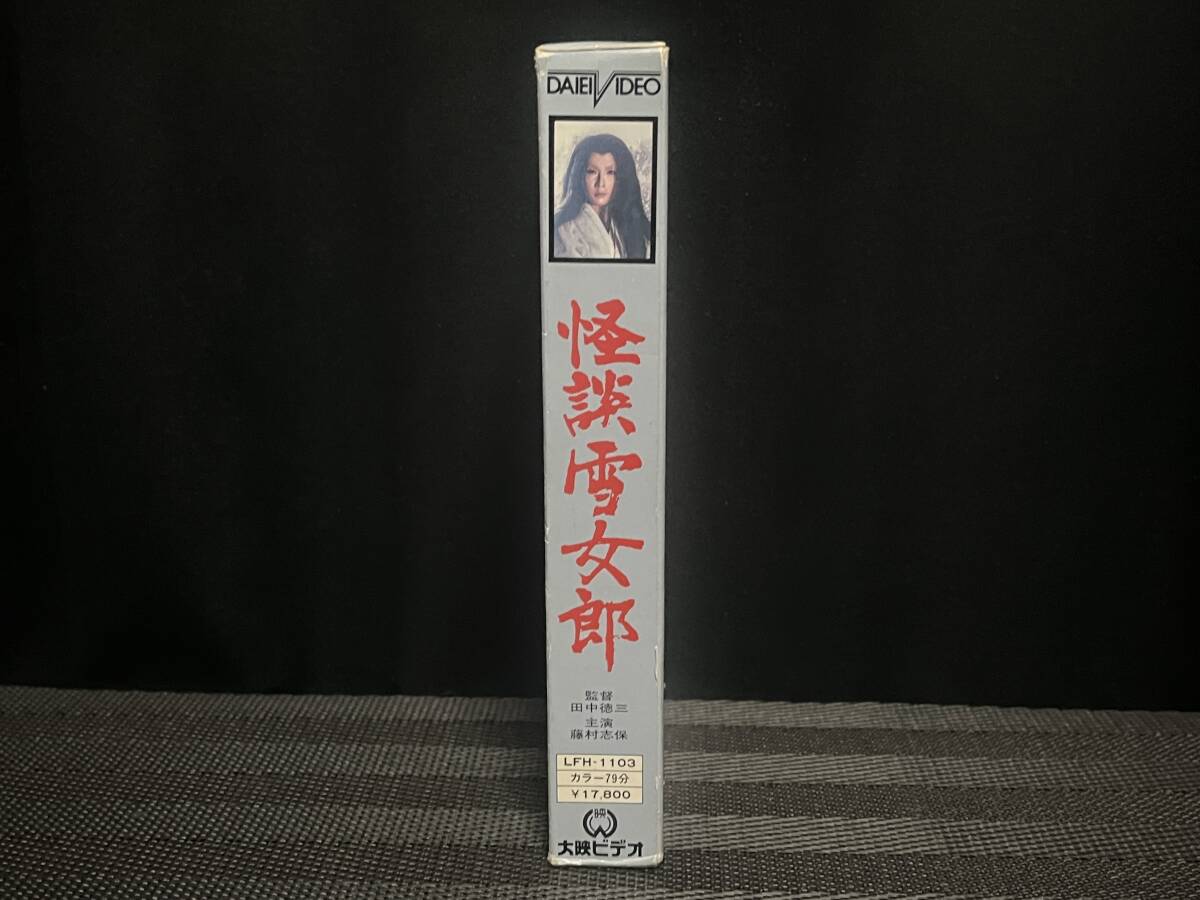 DAIEI VIDEO
怪談雪女郎
監督
田中徳三
主演
藤村志保
LFH-1103
カラー79分
¥17,800
映
大映ビデオ